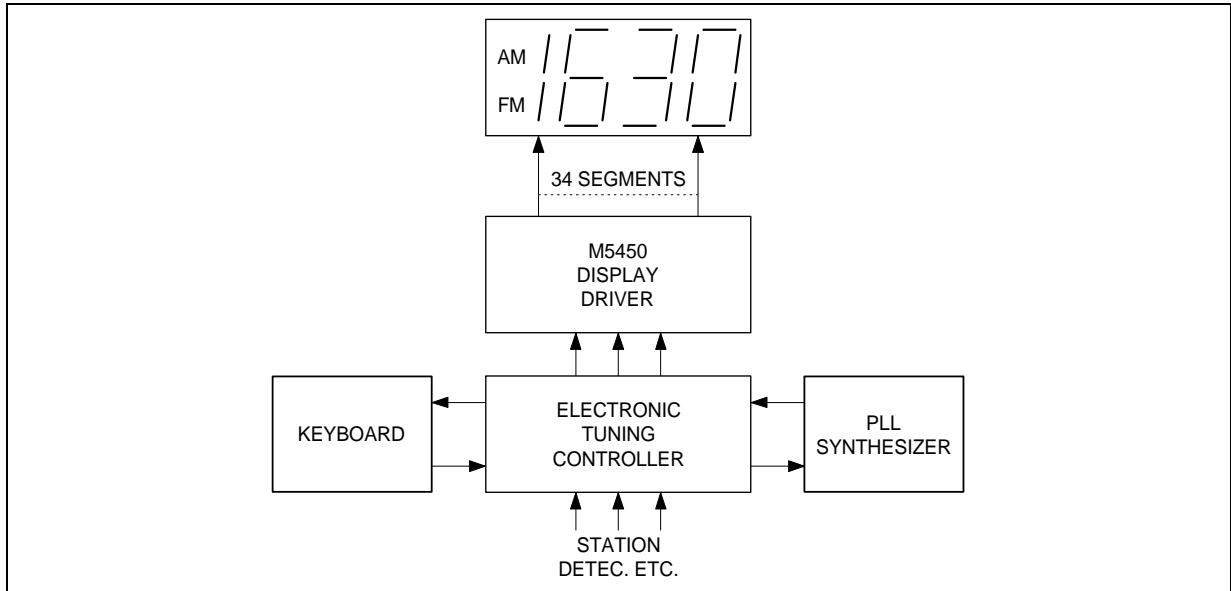 AM
1630
FM
34 SEGMENTS
M5450
DISPLAY
DRIVER
KEYBOARD
ELECTRONIC
TUNING
CONTROLLER
PLL
SYNTHESIZER
STATION
DETEC. ETC.